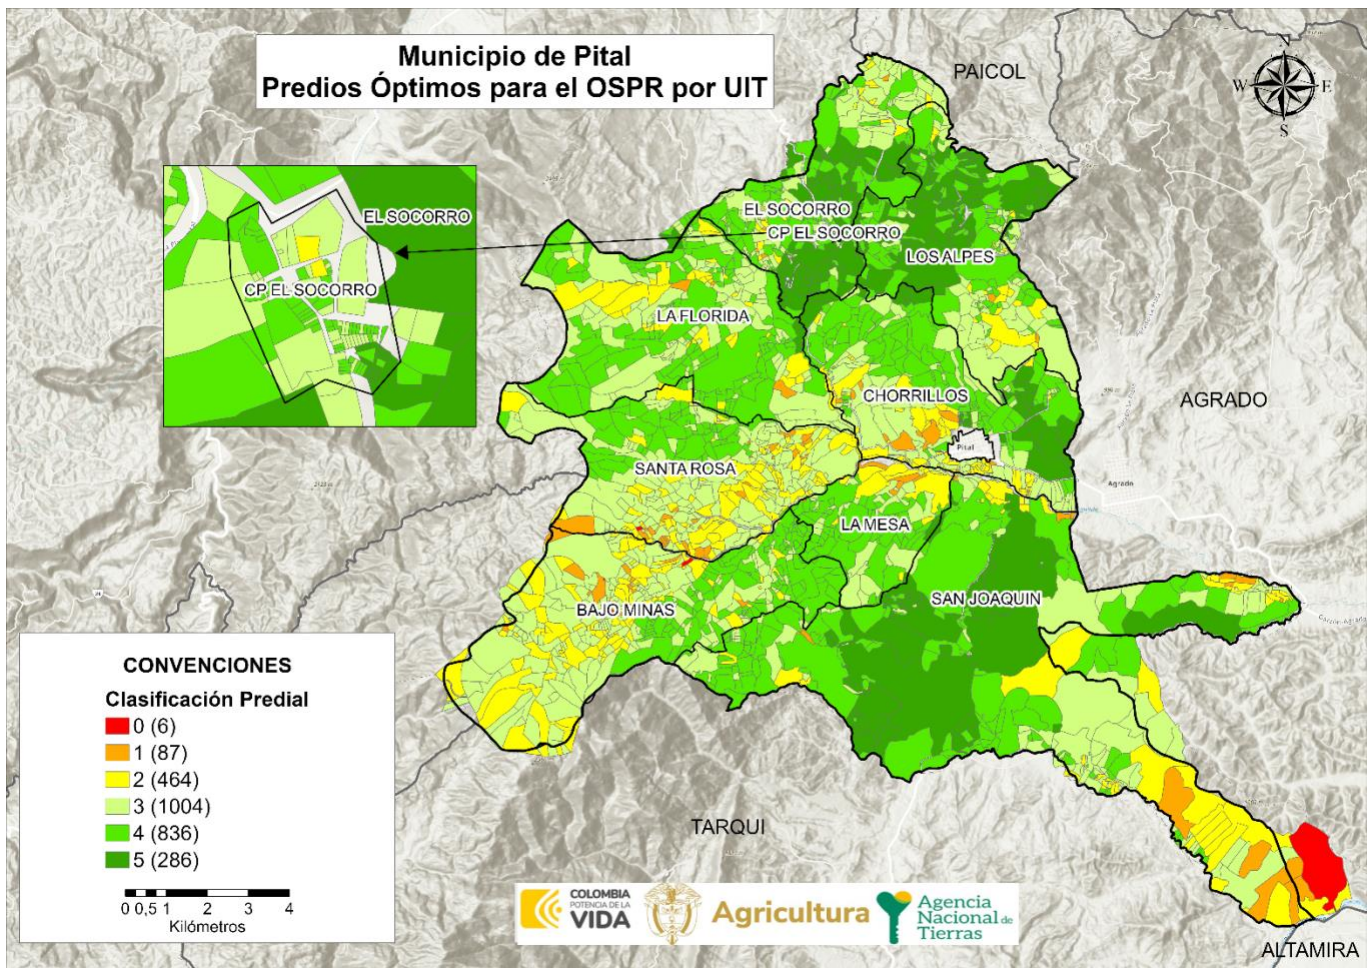 Municipio de Pital
Predios Óptimos para el OSPR por UIT
PAICOL
N
W
E
S
EL SOCORRO
CP EL SOCORRO
EL SOCORRO
CP EL SOCORRO
LOS ALPES
LA FLORIDA
CHORRILLOS
AGRADO
Pital
SANTA ROSA
Agrado
LA MESA
BAJO MINAS
SAN JOAQUIN
TARQUI
ALTAMIRA
CONVENCIONES
Clasificación Predial
0 (6)
1 (87)
2 (464)
3 (1004)
4 (836)
5 (286)
0 0,5 1 2 3 4
Kilómetros
COLOMBIA
POTENCIA DE LA
VIDA
Agricultura
Agencia
Nacional de
Tierras